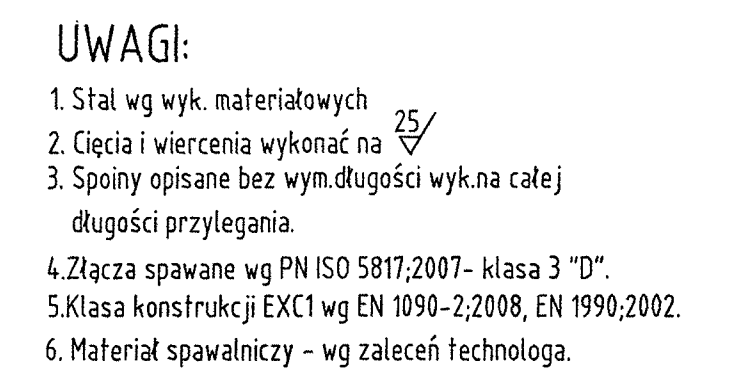 UWAGI:
1. Stal wg wyk. materiałowych
2. Cięcia i wiercenia wykonać na 25/
3. Spoiny opisane bez wym.długości wyk.na całej
długości przylegania.
4.Złącza spawane wg PN ISO 5817;2007- klasa 3 "D".
5.Klasa konstrukcji EXC1 wg EN 1090-2;2008, EN 1990;2002.
6. Materiał spawalniczy - wg zaleceń technologa.